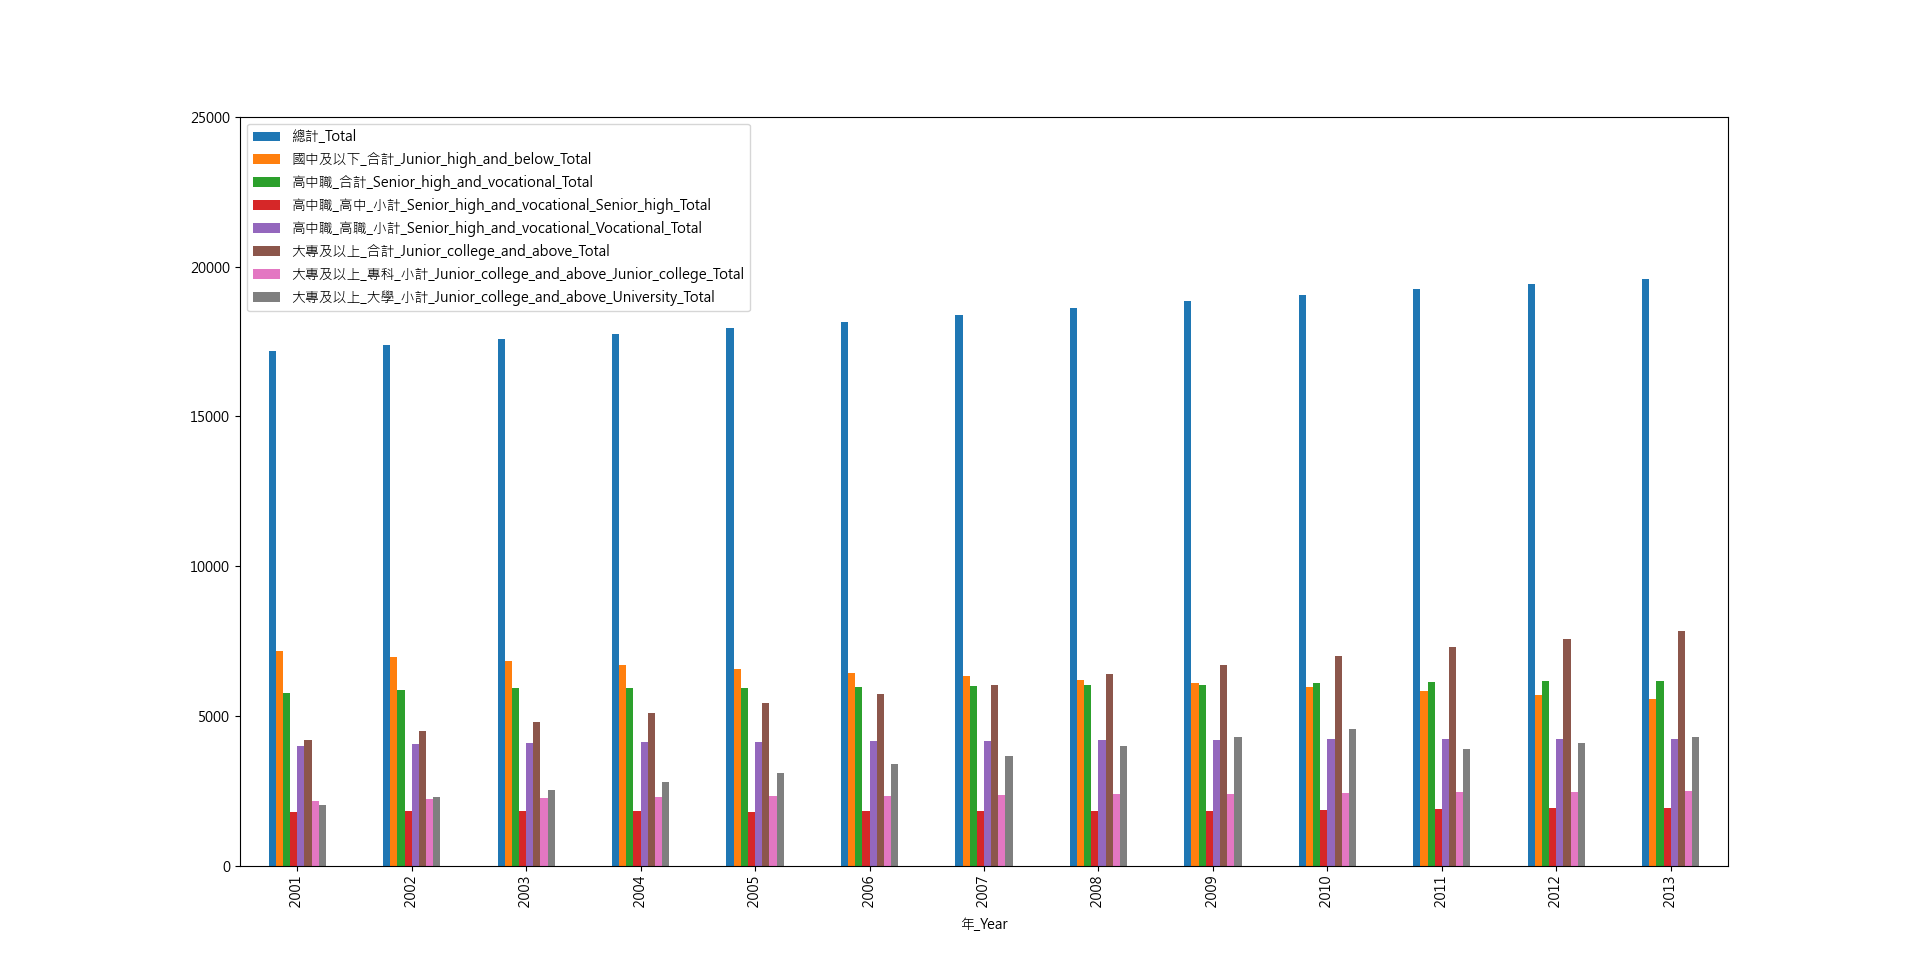 25000
20000
15000
10000
5000
0
總計_Total
國中及以下_合計_Junior_high_and_below_Total
高中職_合計_Senior_high_and_vocational_Total
高中職_高中_小計_Senior_high_and_vocational_Senior_high_Total
高中職_高職_小計_Senior_high_and_vocational_Vocational_Total
大專及以上_合計_Junior_college_and_above_Total
大專及以上_專科_小計_Junior_college_and_above_Junior_college_Total
大專及以上_大學_小計_Junior_college_and_above_University_Total
2001 2002 2003 2004 2005 2006 2007 2008 2009 2010 2011 2012 2013
年_Year